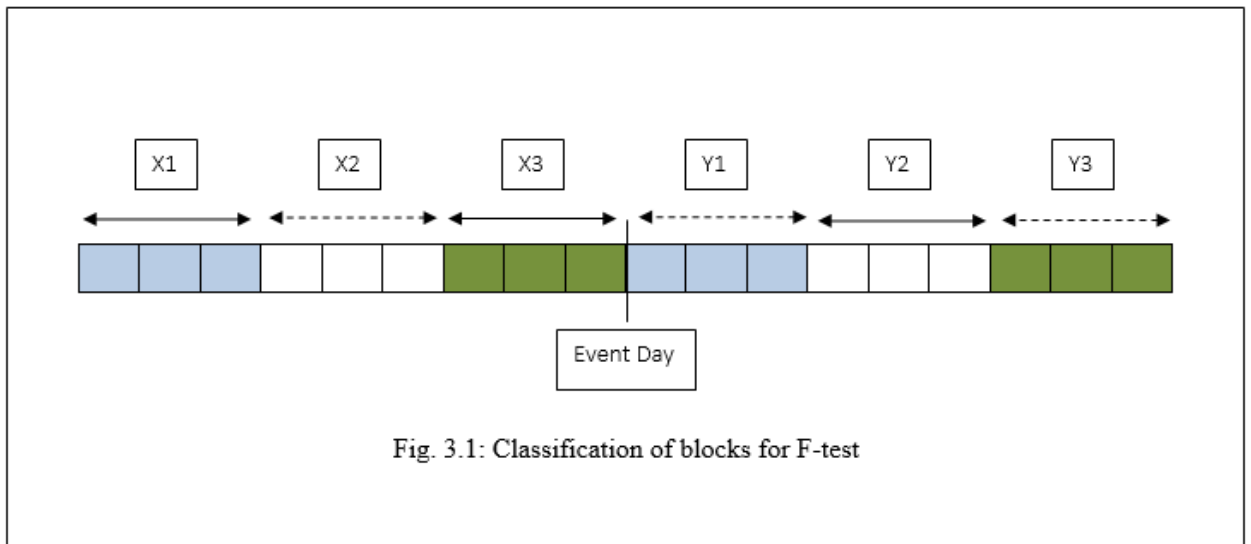 X1
X2
X3
Y1
Y2
Y3
Event Day
Fig. 3.1: Classification of blocks for F-test